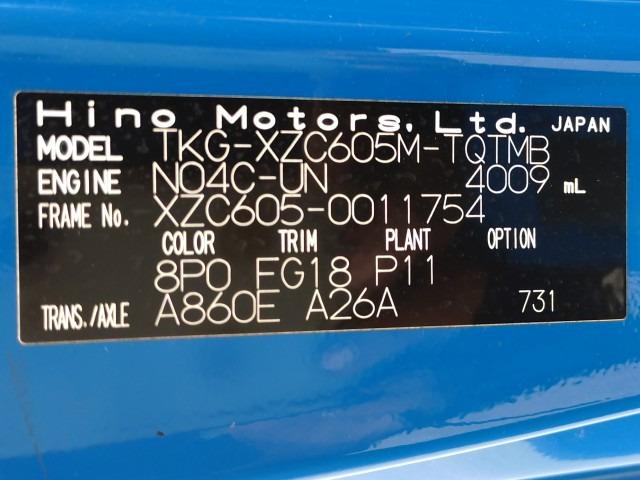 Hino Motors, Ltd. JAPAN
MODEL TKG-XZC605M-TQTMB
ENGINE N04C-UN 4009 mL
FRAME No. XZC605-0011754
COLOR TRIM PLANT OPTION
8P0 EG18 P11
TRANS./AXLE A860E A26A 731